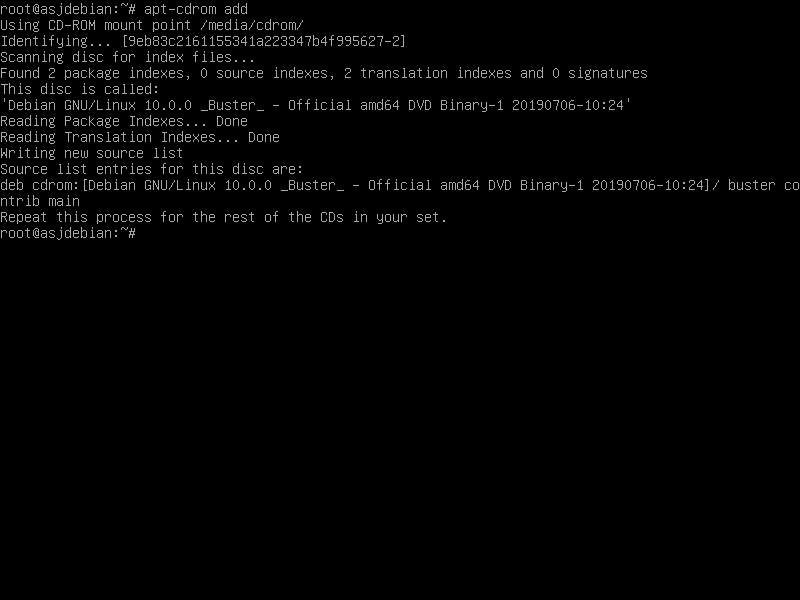 root@asjdebian:~# apt-cdrom add
Using CD-ROM mount point /media/cdrom/
Identifying... [9eb83c2161155341a223347b4f995627-2]
Scanning disc for index files...
Found 2 package indexes, 0 source indexes, 2 translation indexes and 0 signatures
This disc is called:
'Debian GNU/Linux 10.0.0 _Buster_ - Official amd64 DVD Binary-1 20190706-10:24'
Reading Package Indexes... Done
Reading Translation Indexes... Done
Writing new source list
Source list entries for this disc are:
deb cdrom:[Debian GNU/Linux 10.0.0 _Buster_ - Official amd64 DVD Binary-1 20190706-10:24]/ buster co
ntrib main
Repeat this process for the rest of the CDs in your set.
root@asjdebian:~#